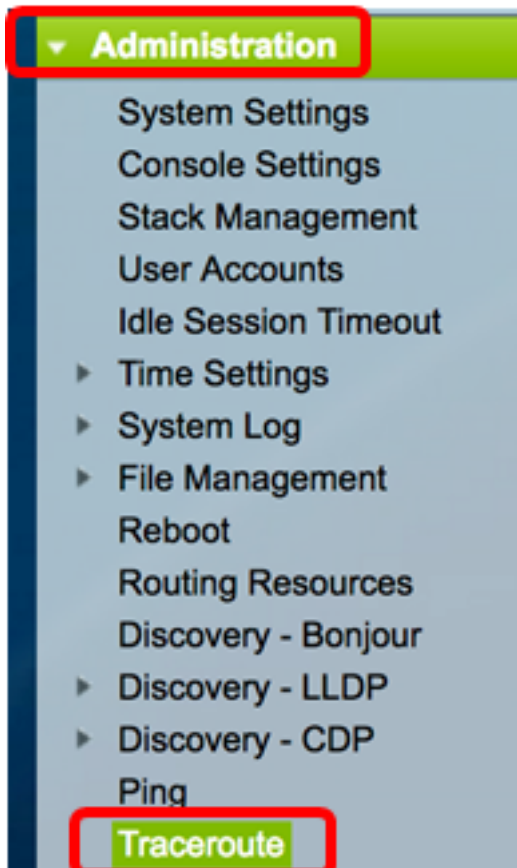 Administration
System Settings
Console Settings
Stack Management
User Accounts
Idle Session Timeout
Time Settings
System Log
File Management
Reboot
Routing Resources
Discovery - Bonjour
Discovery - LLDP
Discovery - CDP
Ping
Traceroute